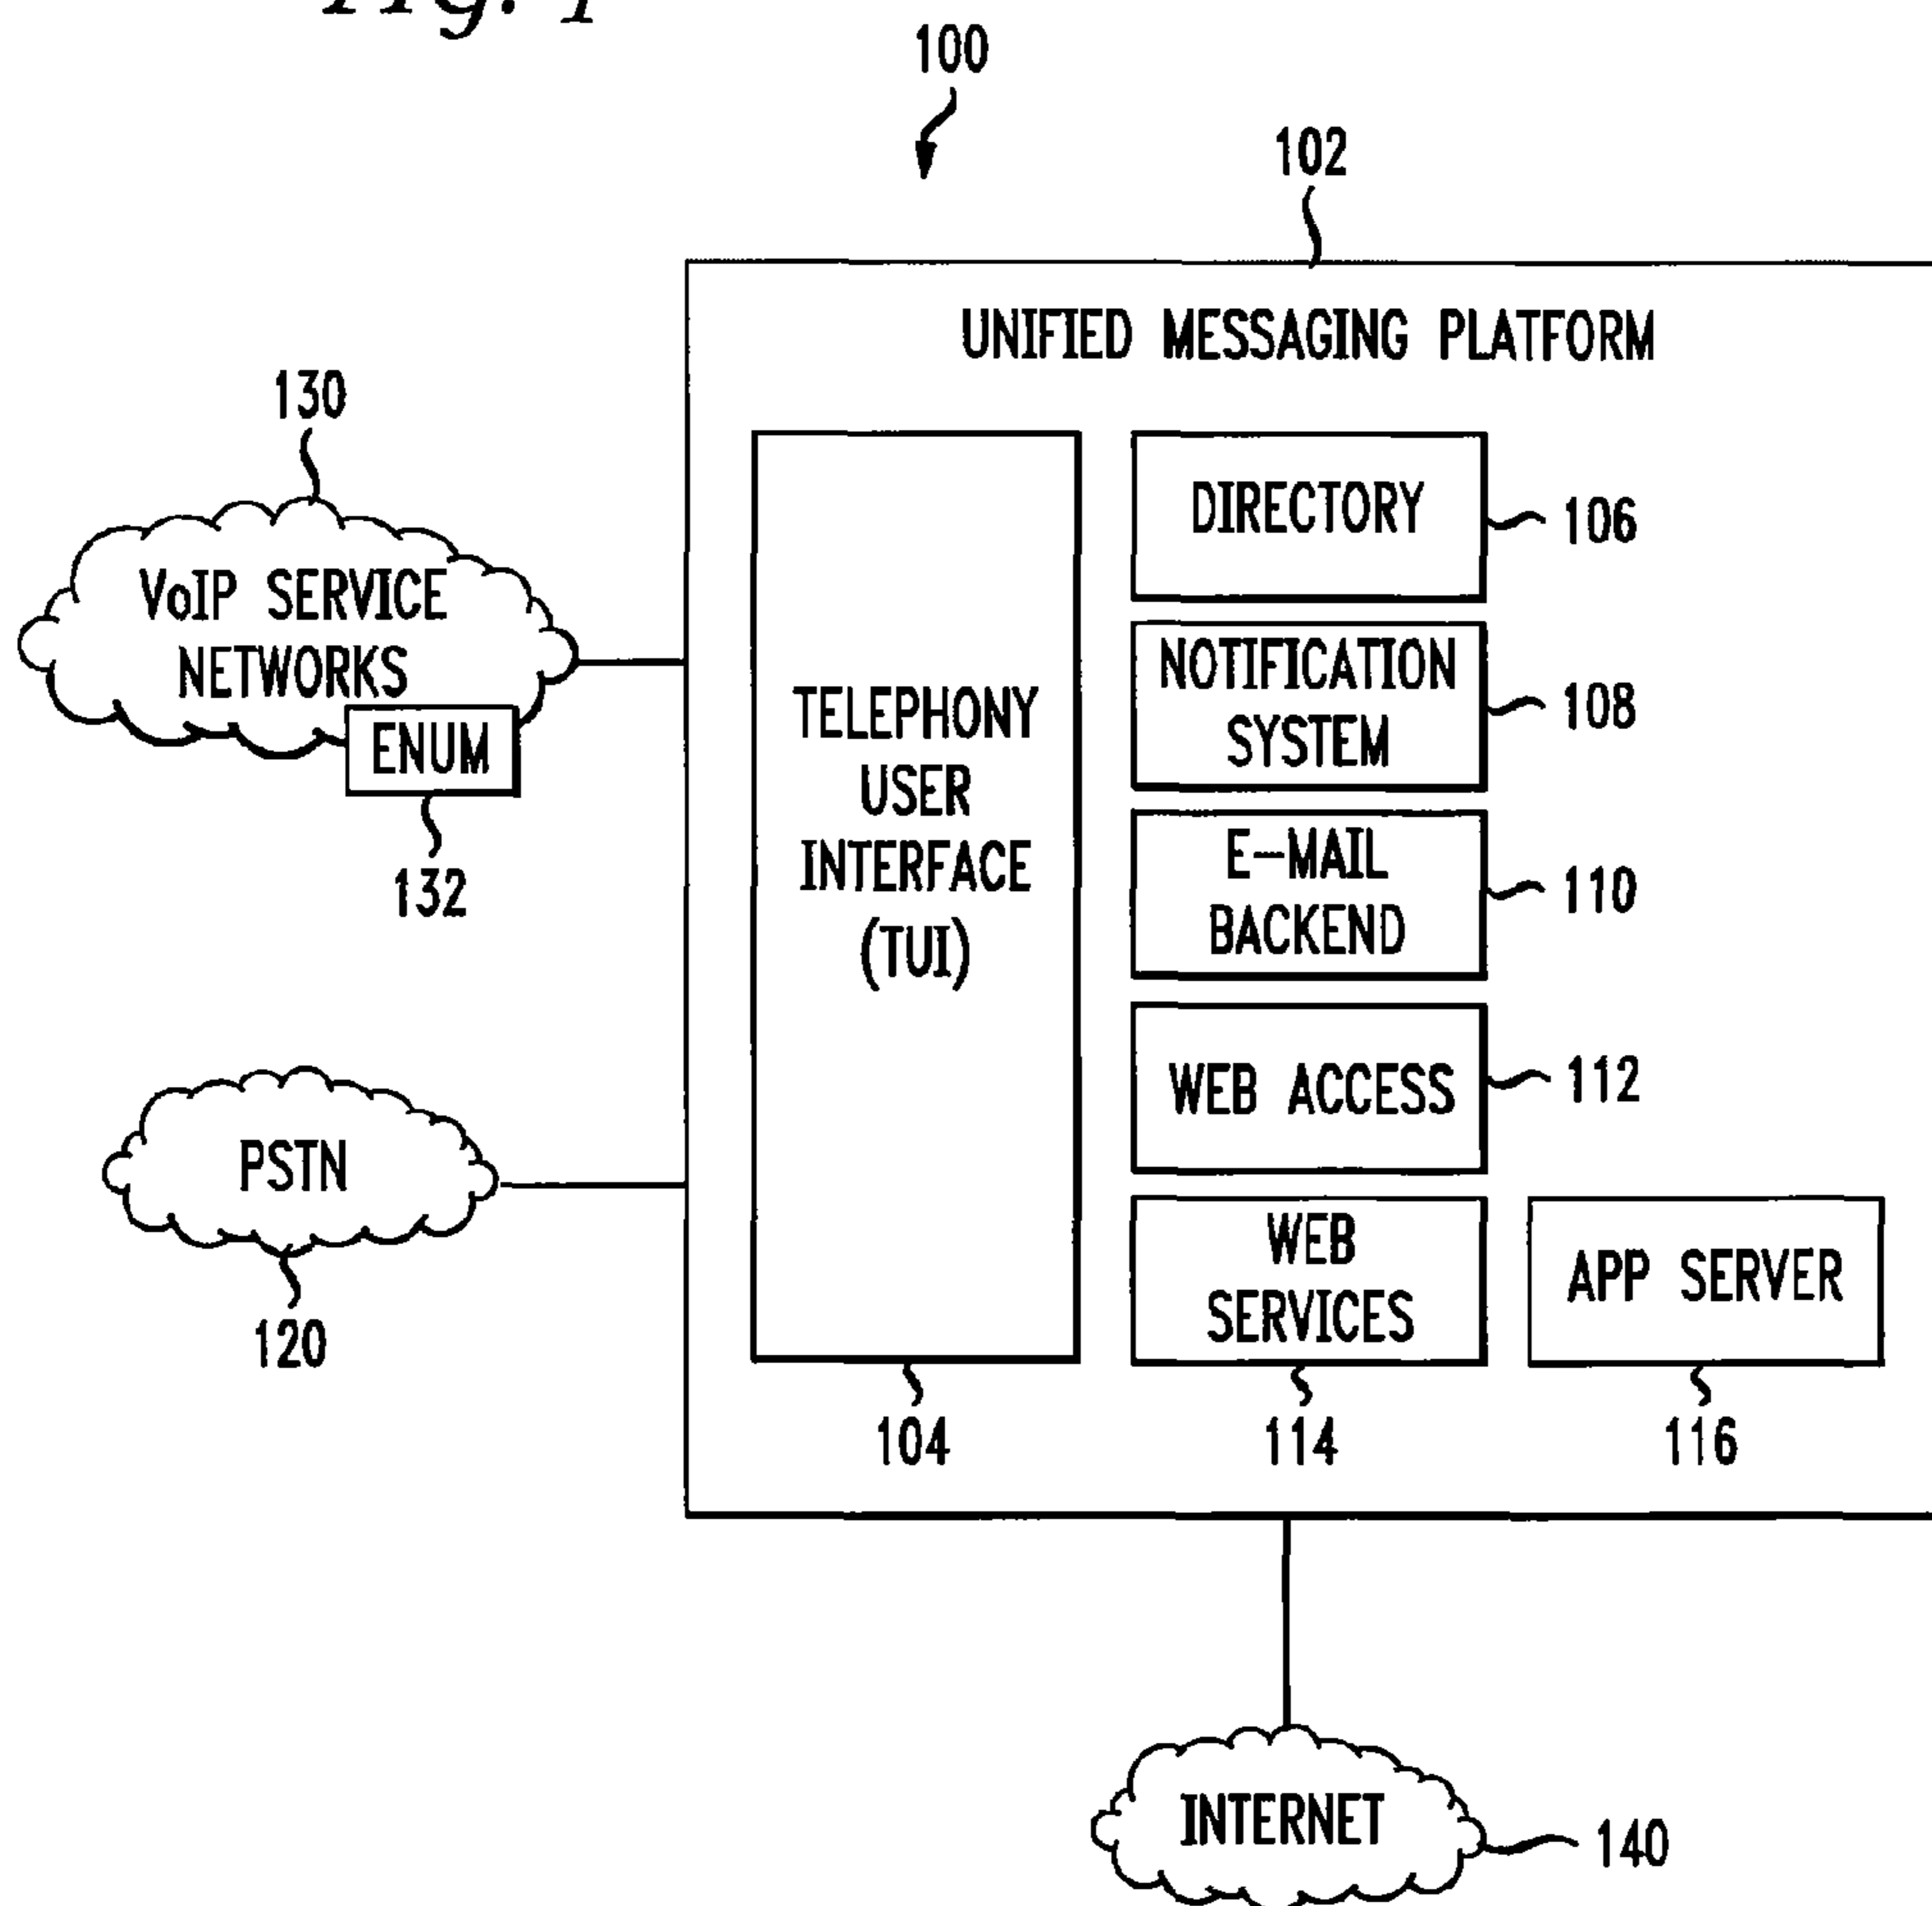 Fig. 1
100
102
UNIFIED MESSAGING PLATFORM
130
VoIP SERVICE
NETWORKS
ENUM
132
PSTN
120
TELEPHONY
USER
INTERFACE
(TUI)
104
DIRECTORY
106
NOTIFICATION
SYSTEM
108
E-MAIL
BACKEND
110
WEB ACCESS
112
WEB
SERVICES
114
APP SERVER
116
INTERNET
140